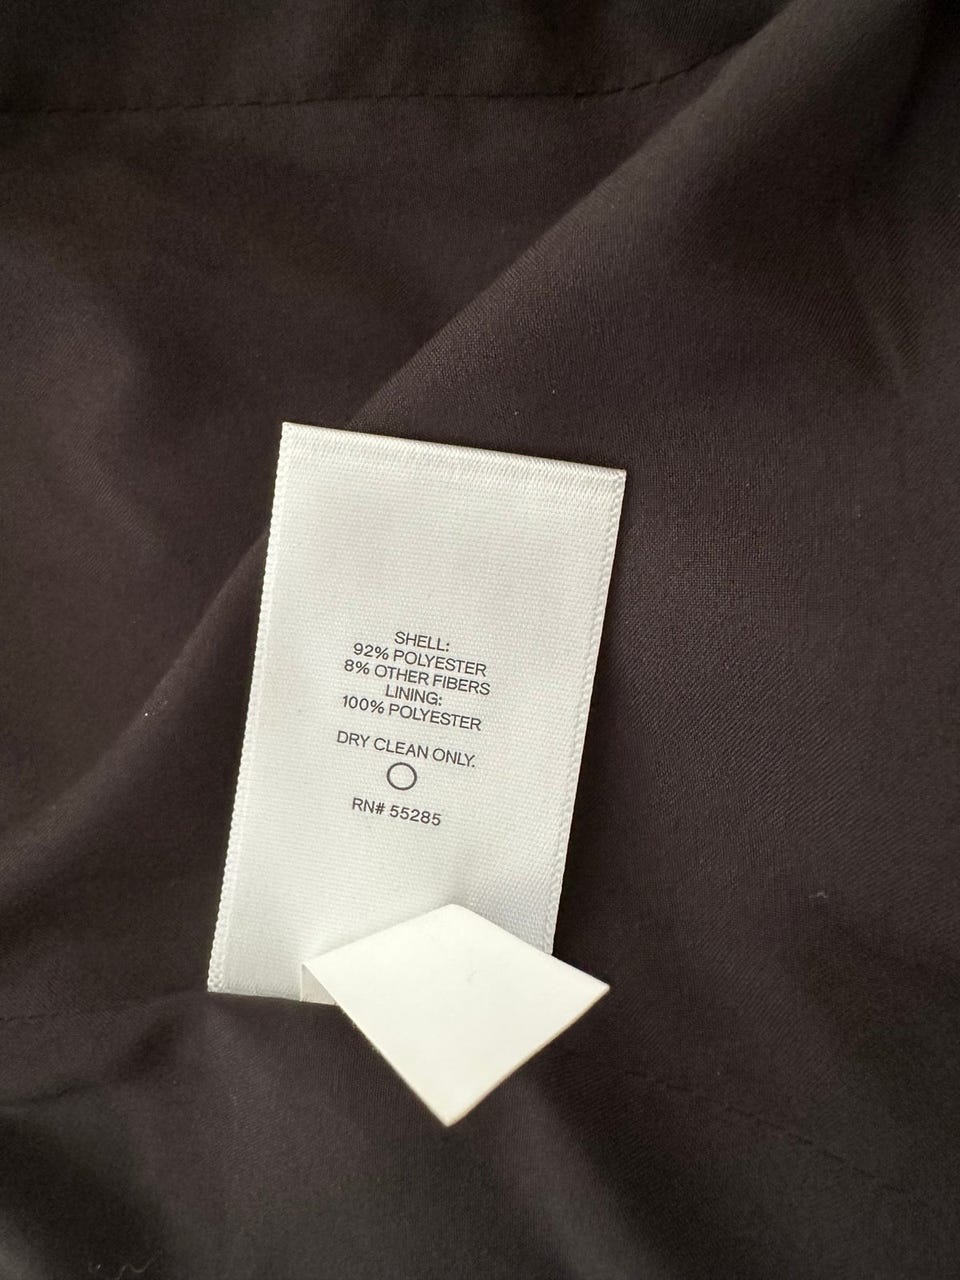 SHELL:
92% POLYESTER
8% OTHER FIBERS
LINING:
100% POLYESTER
DRY CLEAN ONLY.
RN# 55285